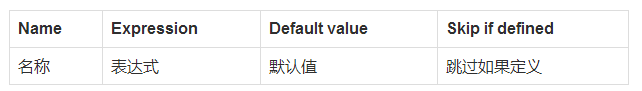 Name Expression Default value Skip if defined
名称 表达式 默认值 跳过如果定义